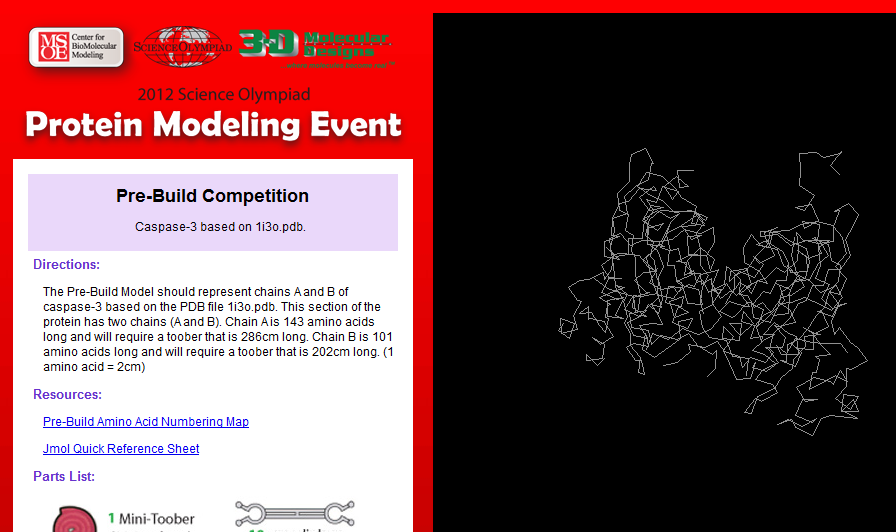 MS
OE
Center for
BioMolecular
Modeling
SCIENCE OLYMPIAD
3-D Molecular
Designs
2012 Science Olympiad
Protein Modeling Event
Pre-Build Competition
Caspase-3 based on 1i3o.pdb.
Directions:
The Pre-Build Model should represent chains A and B of
caspase-3 based on the PDB file 1i3o.pdb. This section of the
protein has two chains (A and B). Chain A is 143 amino acids
long and will require a toober that is 286cm long. Chain B is 101
amino acids long and will require a toober that is 202cm long. (1
amino acid = 2cm)
Resources:
Pre-Build Amino Acid Numbering Map
Jmol Quick Reference Sheet
Parts List:
1 Mini-Toober